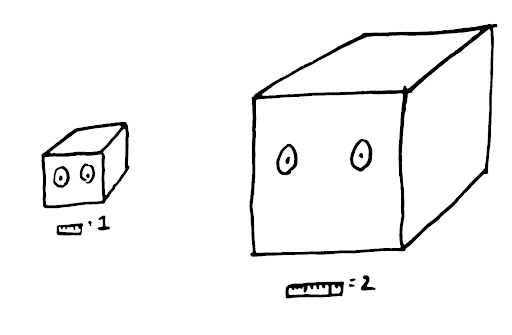 = 1
= 2